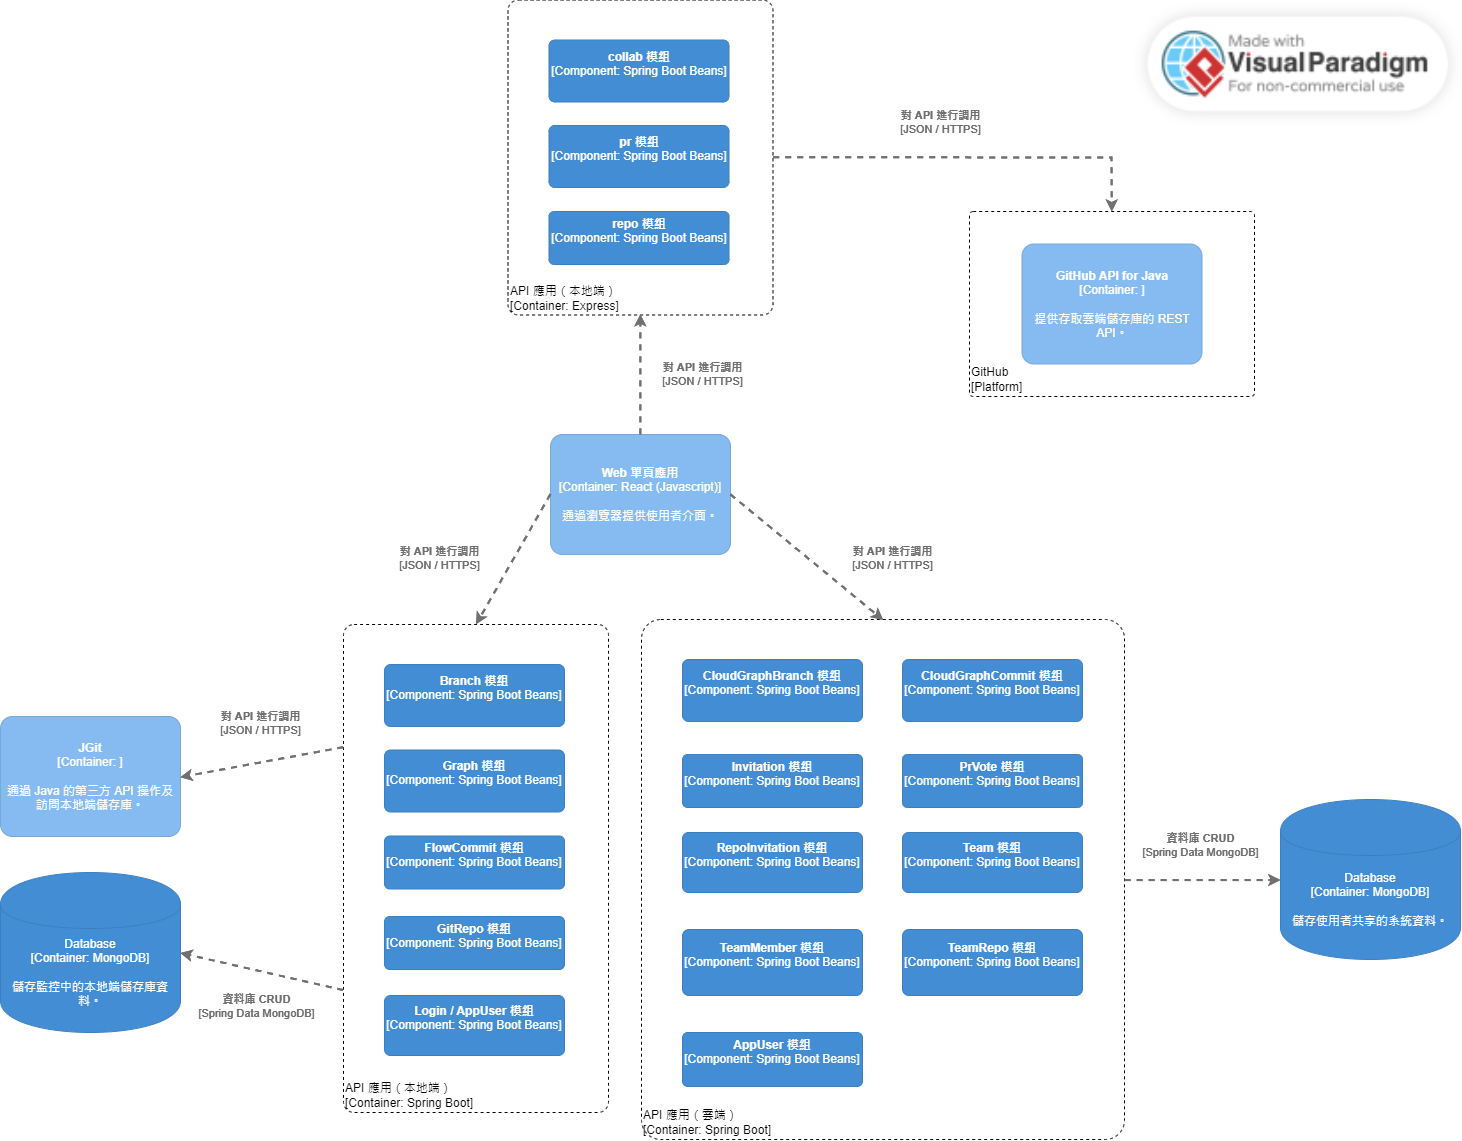 Made with
Visual Paradigm
For non-commercial use
collab 模組
[Component: Spring Boot Beans]
pr 模組
[Component: Spring Boot Beans]
repo 模組
[Component: Spring Boot Beans]
API 應用（本地端）
[Container: Express]
對 API 進行調用
[JSON / HTTPS]
GitHub API for Java
[Container: ]
提供存取雲端儲存庫的 REST
API。
GitHub
[Platform]
對 API 進行調用
[JSON / HTTPS]
Web 單頁應用
[Container: React (Javascript)]
通過瀏覽器提供使用者介面。
對 API 進行調用
[JSON / HTTPS]
對 API 進行調用
[JSON / HTTPS]
Branch 模組
[Component: Spring Boot Beans]
Graph 模組
[Component: Spring Boot Beans]
FlowCommit 模組
[Component: Spring Boot Beans]
GitRepo 模組
[Component: Spring Boot Beans]
Login / AppUser 模組
[Component: Spring Boot Beans]
API 應用（本地端）
[Container: Spring Boot]
對 API 進行調用
[JSON / HTTPS]
JGit
[Container: ]
通過 Java 的第三方 API 操作及
訪問本地端儲存庫。
Database
[Container: MongoDB]
儲存監控中的本地端儲存庫資
料。
資料庫 CRUD
[Spring Data MongoDB]
CloudGraphBranch 模組
[Component: Spring Boot Beans]
CloudGraphCommit 模組
[Component: Spring Boot Beans]
Invitation 模組
[Component: Spring Boot Beans]
PrVote 模組
[Component: Spring Boot Beans]
RepoInvitation 模組
[Component: Spring Boot Beans]
Team 模組
[Component: Spring Boot Beans]
TeamMember 模組
[Component: Spring Boot Beans]
TeamRepo 模組
[Component: Spring Boot Beans]
AppUser 模組
[Component: Spring Boot Beans]
API 應用（雲端）
[Container: Spring Boot]
資料庫 CRUD
[Spring Data MongoDB]
Database
[Container: MongoDB]
儲存使用者共享的系統資料。